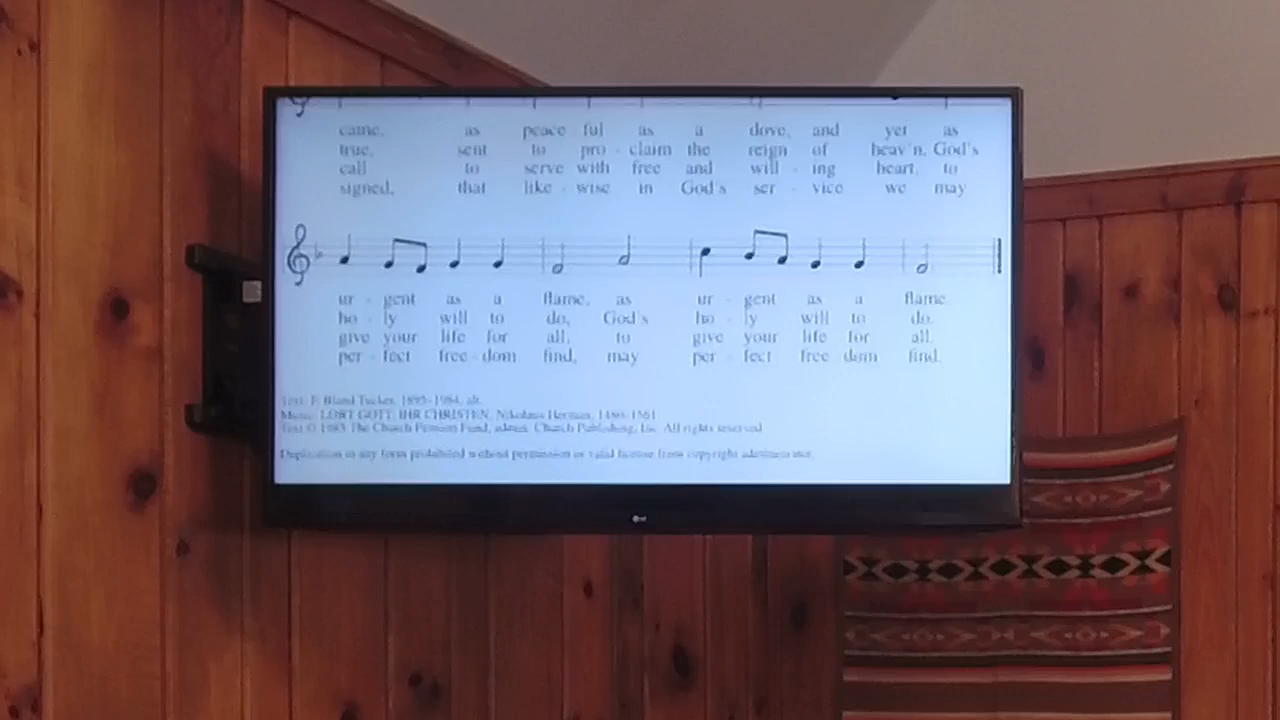 came, as peace ful as a dove, and yet as
true, sent to pro - claim the reign of heav'n, God's
call to serve with free and will - ing heart, to
signed, that like - wise in God's ser - vice we may
ur - gent as a flame, as ur - gent as a flame.
ho - ly will to do, God's ho - ly will to do.
give your life for all, to give your life for all.
per - fect free - dom find, may per - fect free dom find.
Text: F. Bland Tucker, 1895-1984, alt.
Music: LOBT GOTT, IHR CHRISTEN, Nikolaus Herman, 1480-1561
Text © 1985 The Church Pension Fund, admin. Church Publishing, Inc. All rights reserved.
Duplication in any form prohibited without permission or valid license from copyright administrator.
LG